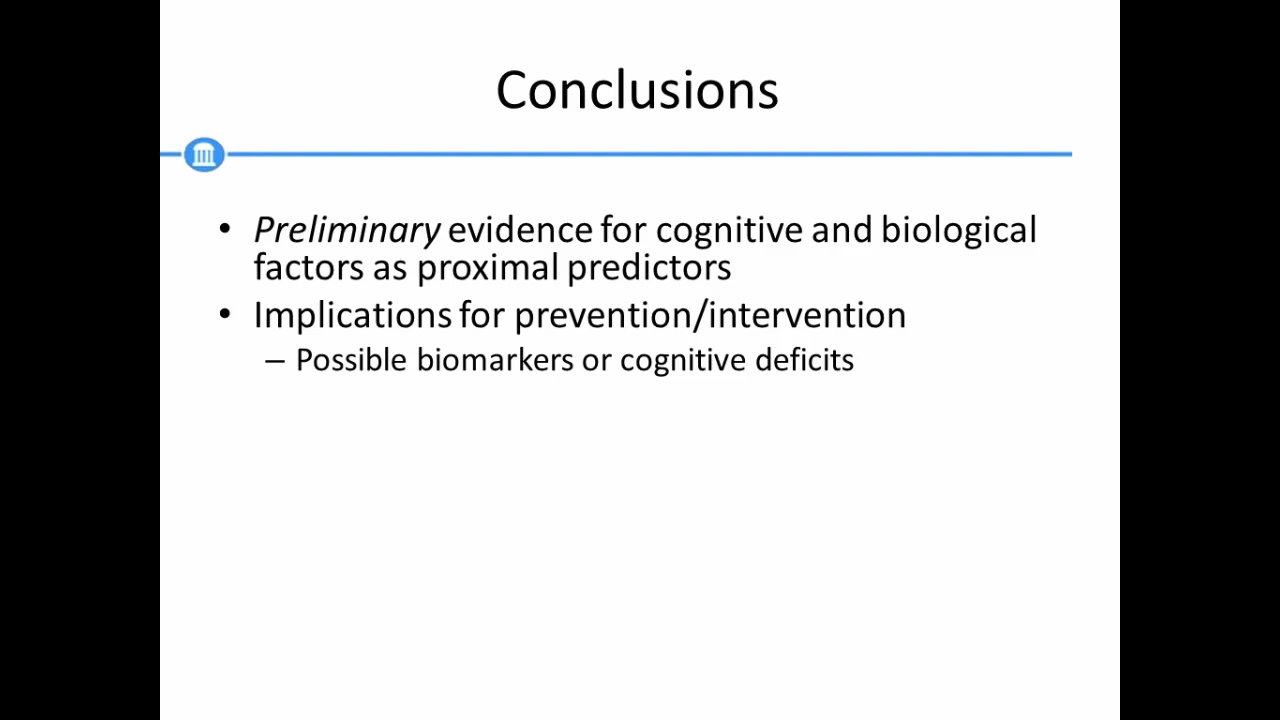 Conclusions
• Preliminary evidence for cognitive and biological
factors as proximal predictors
• Implications for prevention/intervention
– Possible biomarkers or cognitive deficits